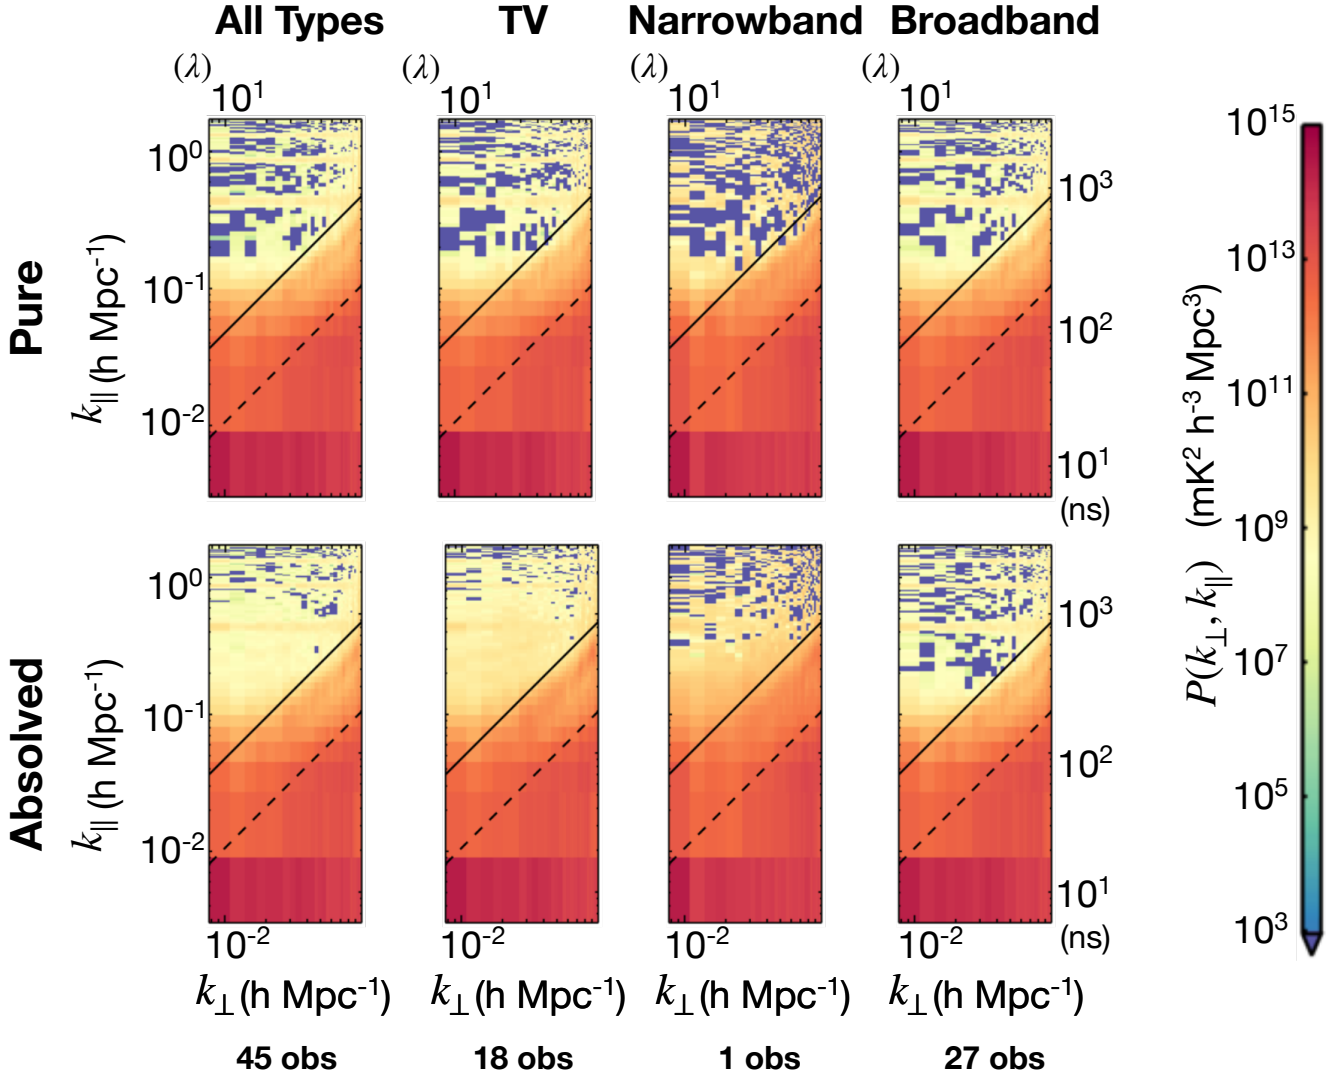 All Types TV Narrowband Broadband
(λ) (λ) (λ) (λ)
10¹ 10¹ 10¹ 10¹
Pure
k∥ (h Mpc⁻¹)
10⁰
10⁻¹
10⁻²
10³
10²
10¹
(ns)
Absolved
k∥ (h Mpc⁻¹)
10⁰
10⁻¹
10⁻²
10³
10²
10¹
(ns)
10⁻² 10⁻² 10⁻² 10⁻²
k⊥ (h Mpc⁻¹) k⊥ (h Mpc⁻¹) k⊥ (h Mpc⁻¹) k⊥ (h Mpc⁻¹)
45 obs 18 obs 1 obs 27 obs
P(k⊥, k∥) (mK² h⁻³ Mpc³)
10¹⁵
10¹³
10¹¹
10⁹
10⁷
10⁵
10³